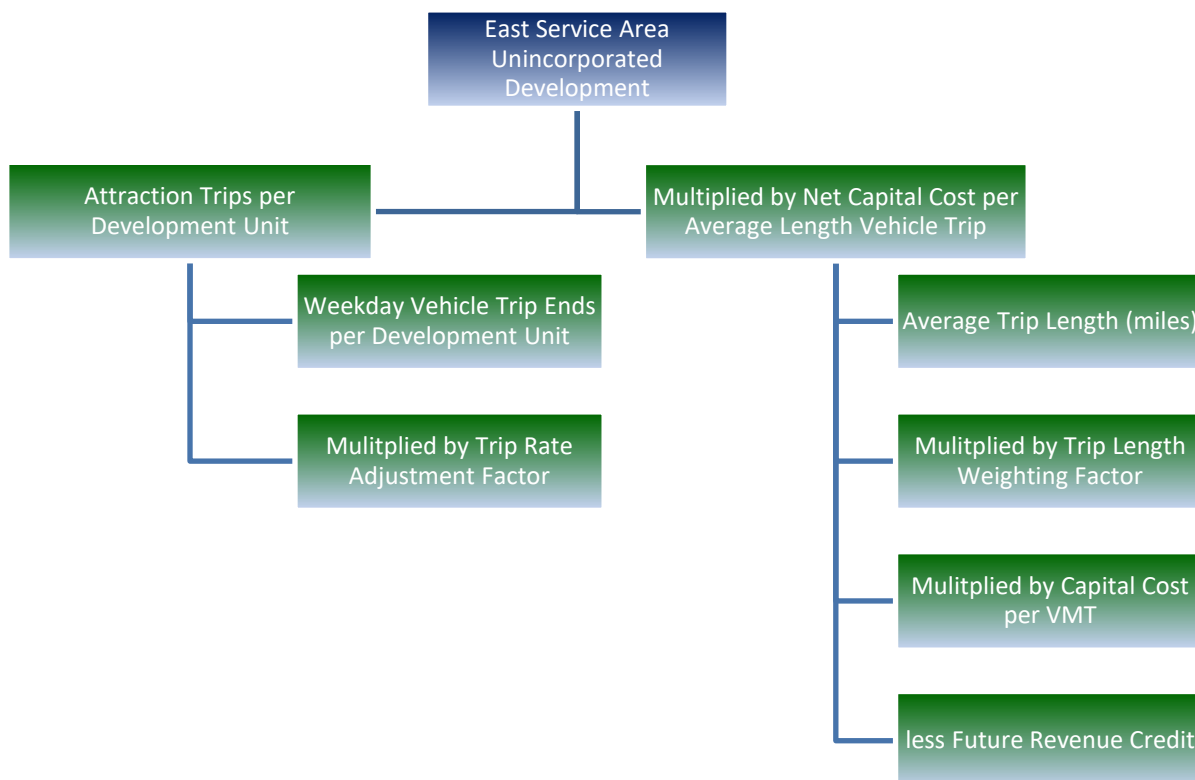 East Service Area
Unincorporated
Development
Attraction Trips per
Development Unit
Multiplied by Net Capital Cost per
Average Length Vehicle Trip
Weekday Vehicle Trip Ends
per Development Unit
Mulitplied by Trip Rate
Adjustment Factor
Average Trip Length (miles)
Mulitplied by Trip Length
Weighting Factor
Mulitplied by Capital Cost
per VMT
less Future Revenue Credit